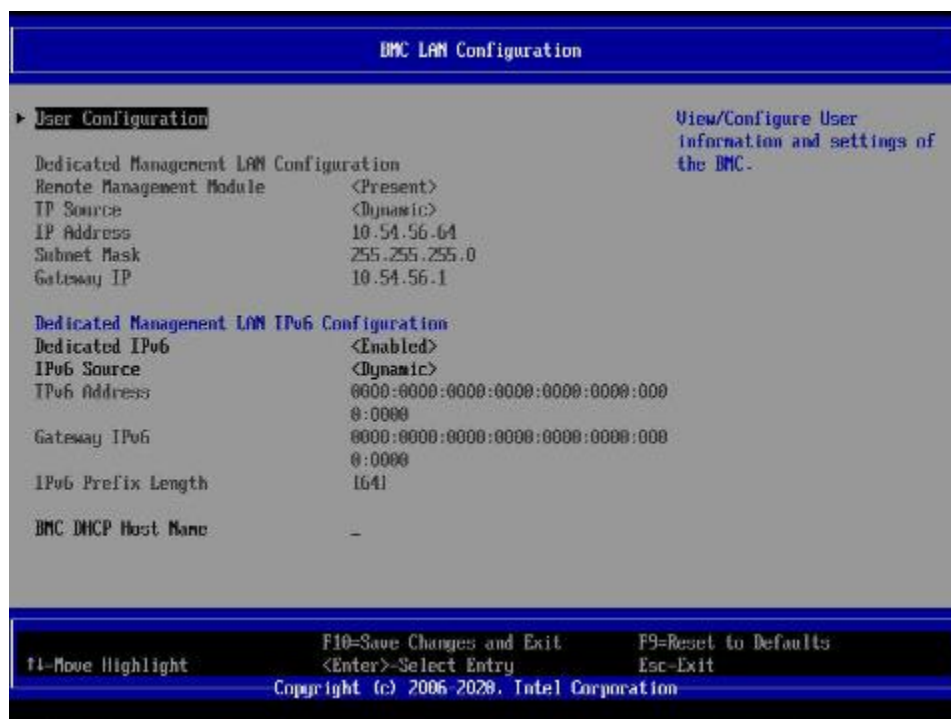 BMC LAN Configuration
User Configuration
View/Configure User
information and settings of
the BMC.
Dedicated Management LAN Configuration
Remote Management Module <Present>
IP Source <Dynamic>
IP Address 10.54.56.64
Subnet Mask 255.255.255.0
Gateway IP 10.54.56.1
Dedicated Management LAN IPv6 Configuration
Dedicated IPv6 <Enabled>
IPv6 Source <Dynamic>
IPv6 Address 0000:0000:0000:0000:0000:0000:000
0:0000
Gateway IPv6 0000:0000:0000:0000:0000:0000:000
0:0000
IPv6 Prefix Length [64]
BMC DHCP Host Name _
F10=Save Changes and Exit F9=Reset to Defaults
↑↓=Move Highlight <Enter>=Select Entry Esc=Exit
Copyright (c) 2006-2020, Intel Corporation